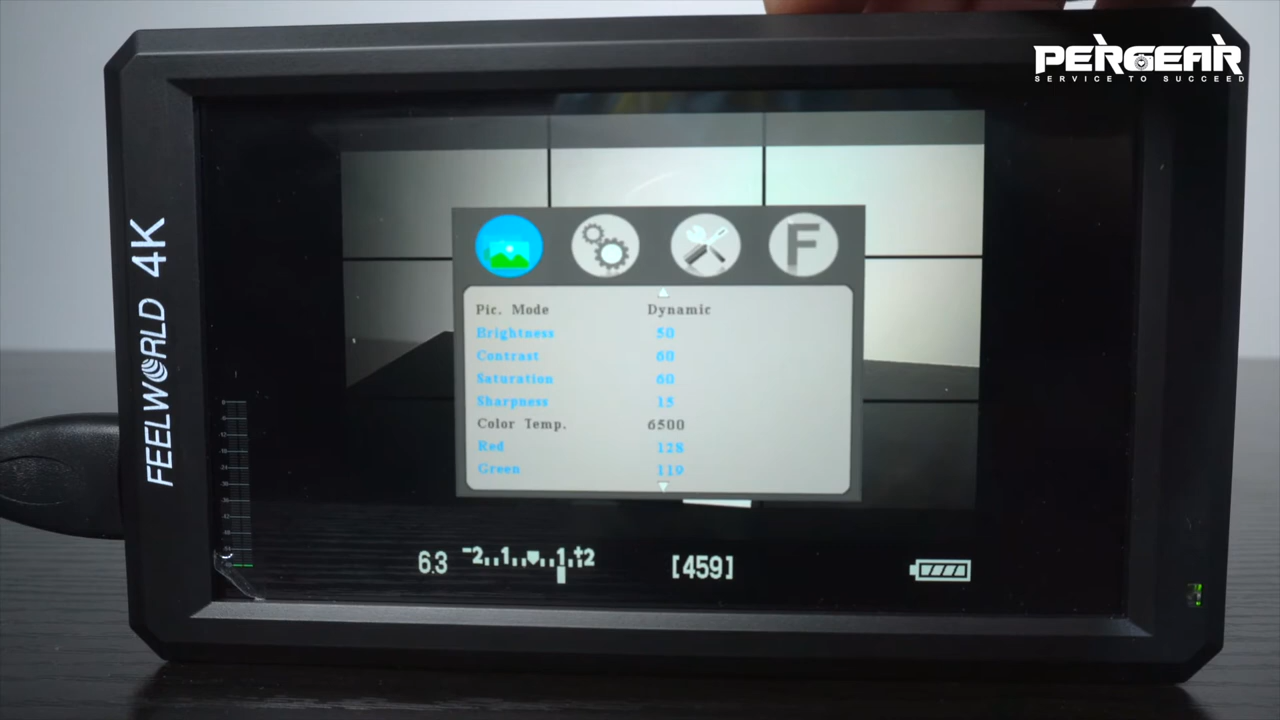 PERGEAR
SERVICE TO SUCCEED
FEELWORLD 4K
F
Pic. Mode Dynamic
Brightness 50
Contrast 60
Saturation 60
Sharpness 15
Color Temp. 6500
Red 128
Green 119
6.3 -2..1..▼..1..+2 [459]